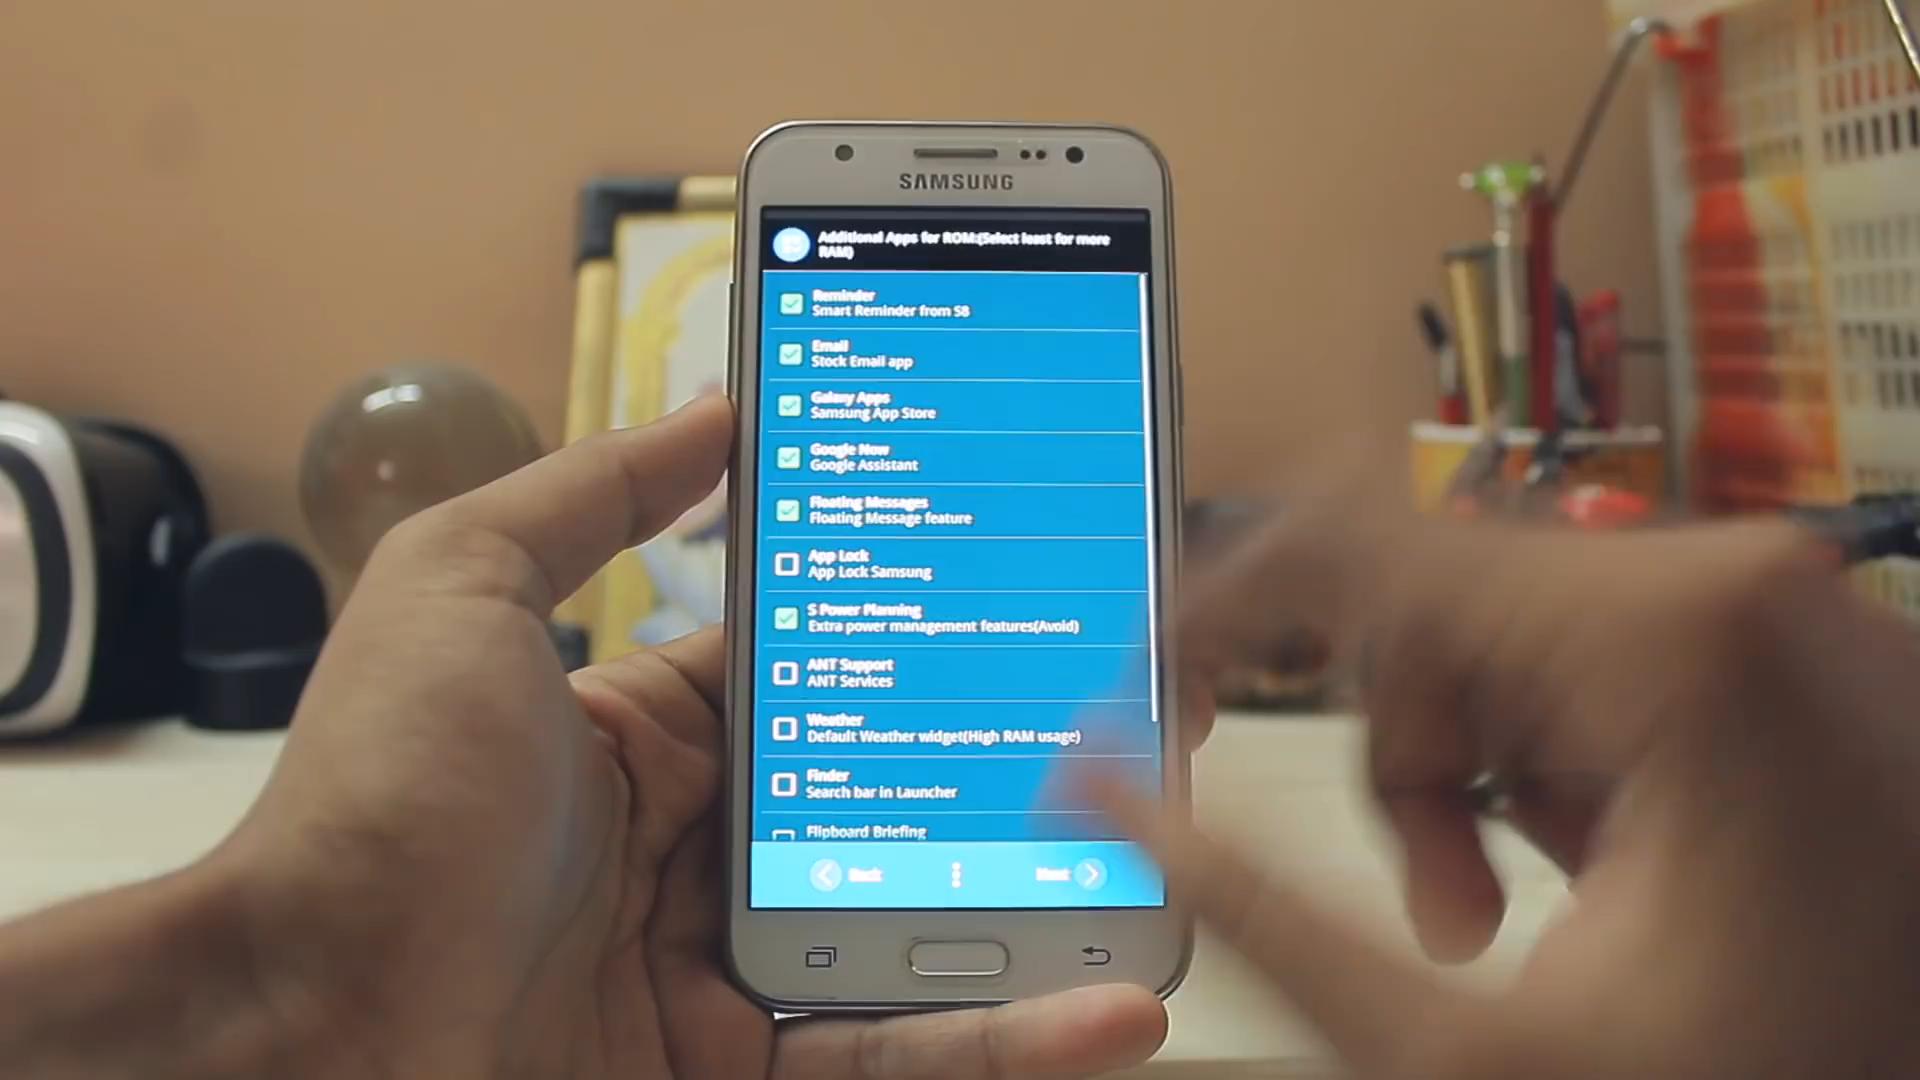 SAMSUNG
Additional Apps for ROM:(Select least for more
RAM)
Reminder
Smart Reminder from S8
Email
Stock Email app
Galaxy Apps
Samsung App Store
Google Now
Google Assistant
Floating Messages
Floating Message feature
App Lock
App Lock Samsung
S Power Planning
Extra power management features(Avoid)
ANT Support
ANT Services
Weather
Default Weather widget(High RAM usage)
Finder
Search bar in Launcher
Flipboard Briefing
Back
Next